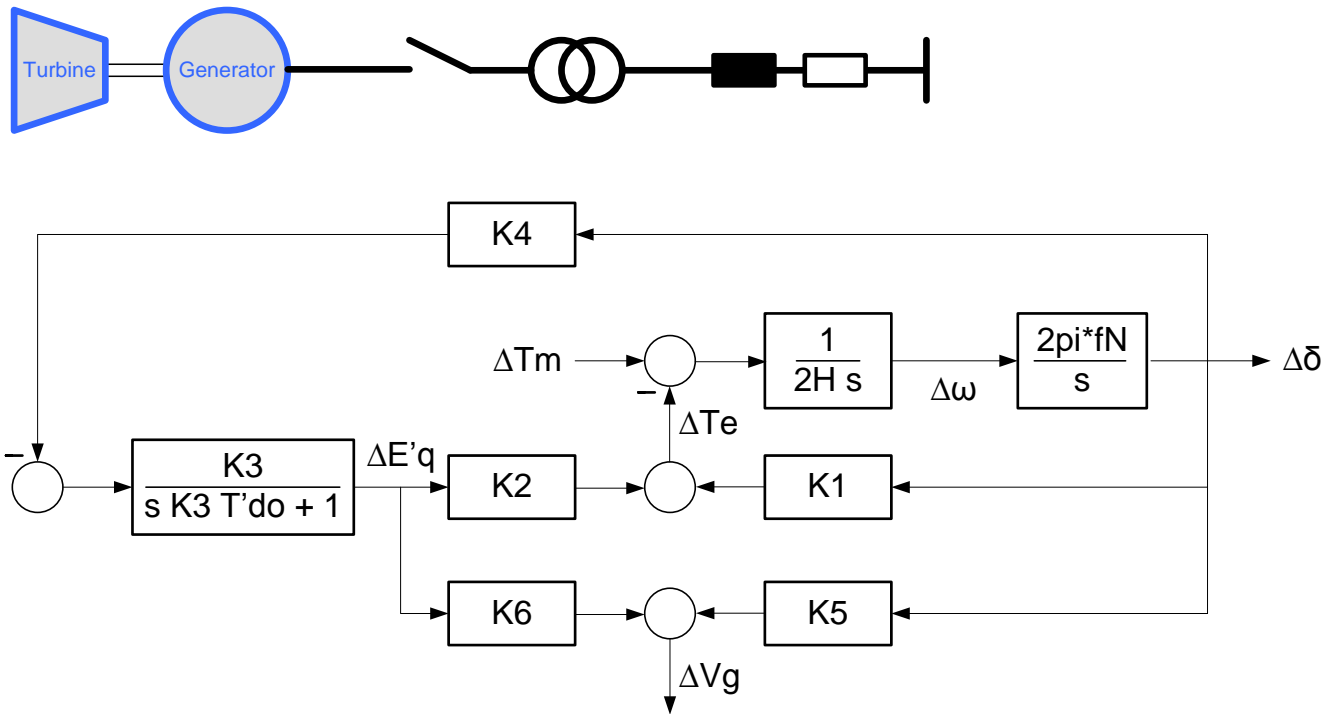 Turbine
Generator
K4
ΔTm
−
1
2H s
Δω
2pi*fN
s
Δδ
ΔTe
−
K3
s K3 T'do + 1
ΔE'q
K2
K1
K6
K5
ΔVg